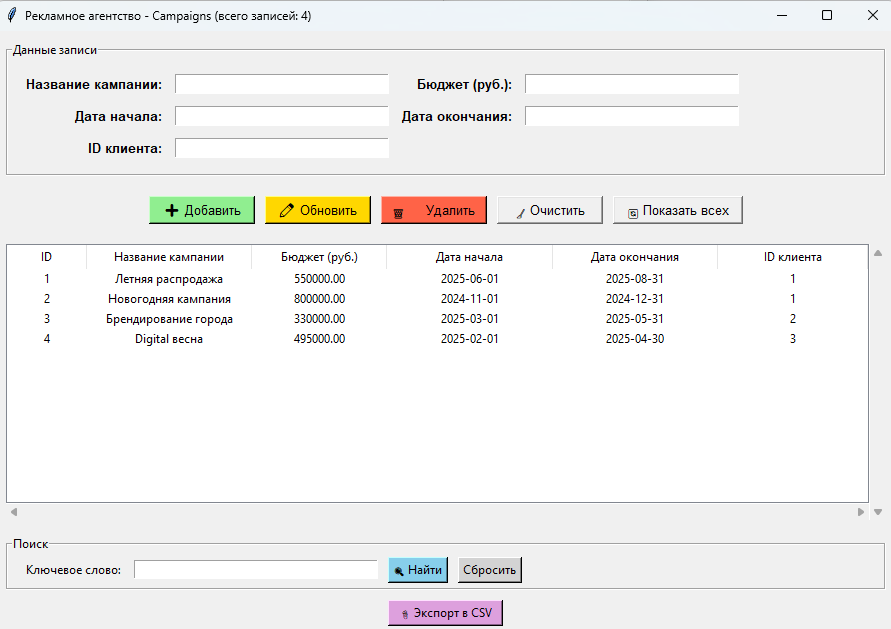 Рекламное агентство - Campaigns (всего записей: 4)
Данные записи
Название кампании: Бюджет (руб.):
Дата начала: Дата окончания:
ID клиента:
Добавить Обновить Удалить Очистить Показать всех
ID Название кампании Бюджет (руб.) Дата начала Дата окончания ID клиента
1 Летняя распродажа 550000.00 2025-06-01 2025-08-31 1
2 Новогодняя кампания 800000.00 2024-11-01 2024-12-31 1
3 Брендирование города 330000.00 2025-03-01 2025-05-31 2
4 Digital весна 495000.00 2025-02-01 2025-04-30 3
Поиск
Ключевое слово: Найти Сбросить
Экспорт в CSV